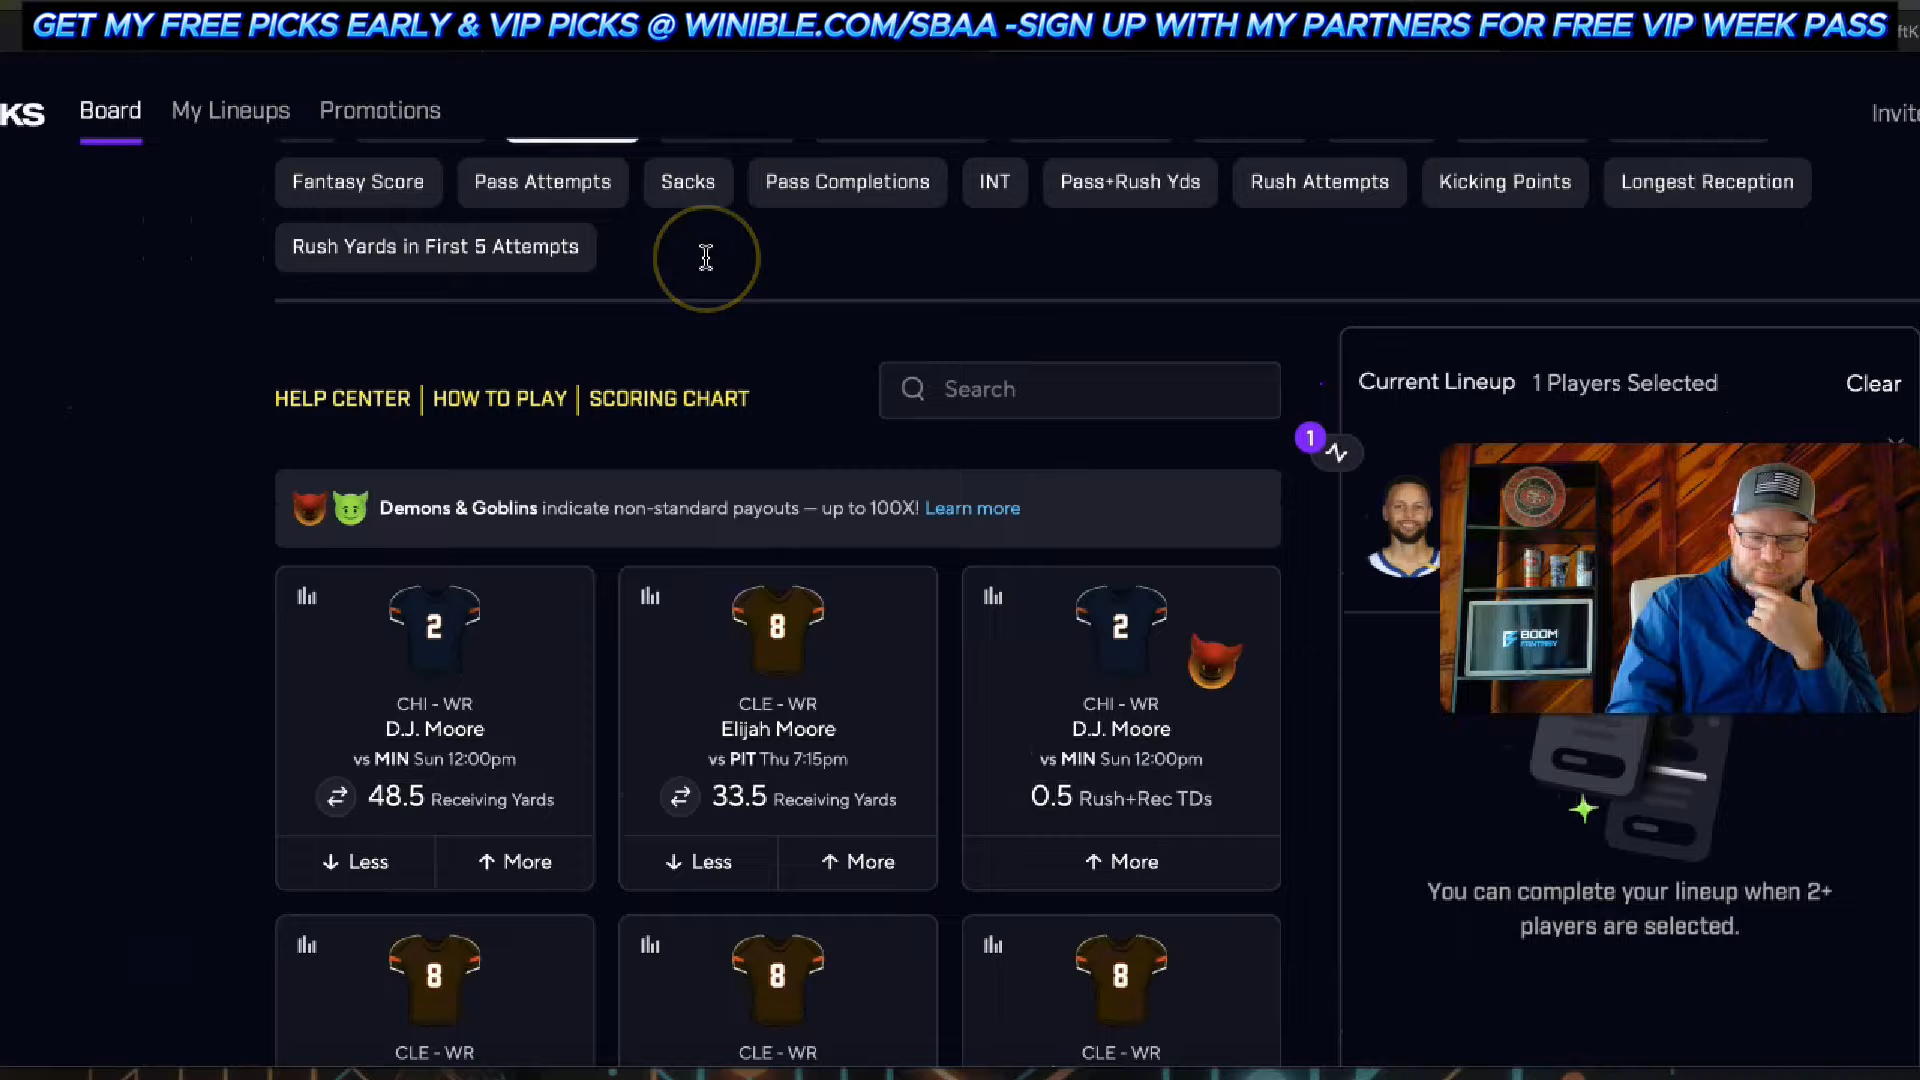 GET MY FREE PICKS EARLY & VIP PICKS @ WINIBLE.COM/SBAA -SIGN UP WITH MY PARTNERS FOR FREE VIP WEEK PASS
ftK
KS
Board
My Lineups
Promotions
Invite
Fantasy Score
Pass Attempts
Sacks
Pass Completions
INT
Pass+Rush Yds
Rush Attempts
Kicking Points
Longest Reception
Rush Yards in First 5 Attempts
HELP CENTER | HOW TO PLAY | SCORING CHART
Search
Current Lineup
1 Players Selected
Clear
1
Demons & Goblins indicate non-standard payouts — up to 100X! Learn more
2
CHI - WR
D.J. Moore
vs MIN Sun 12:00pm
48.5 Receiving Yards
Less
More
8
CLE - WR
Elijah Moore
vs PIT Thu 7:15pm
33.5 Receiving Yards
Less
More
2
CHI - WR
D.J. Moore
vs MIN Sun 12:00pm
0.5 Rush+Rec TDs
More
BOOM
FANTASY
You can complete your lineup when 2+
players are selected.
8
CLE - WR
8
CLE - WR
8
CLE - WR